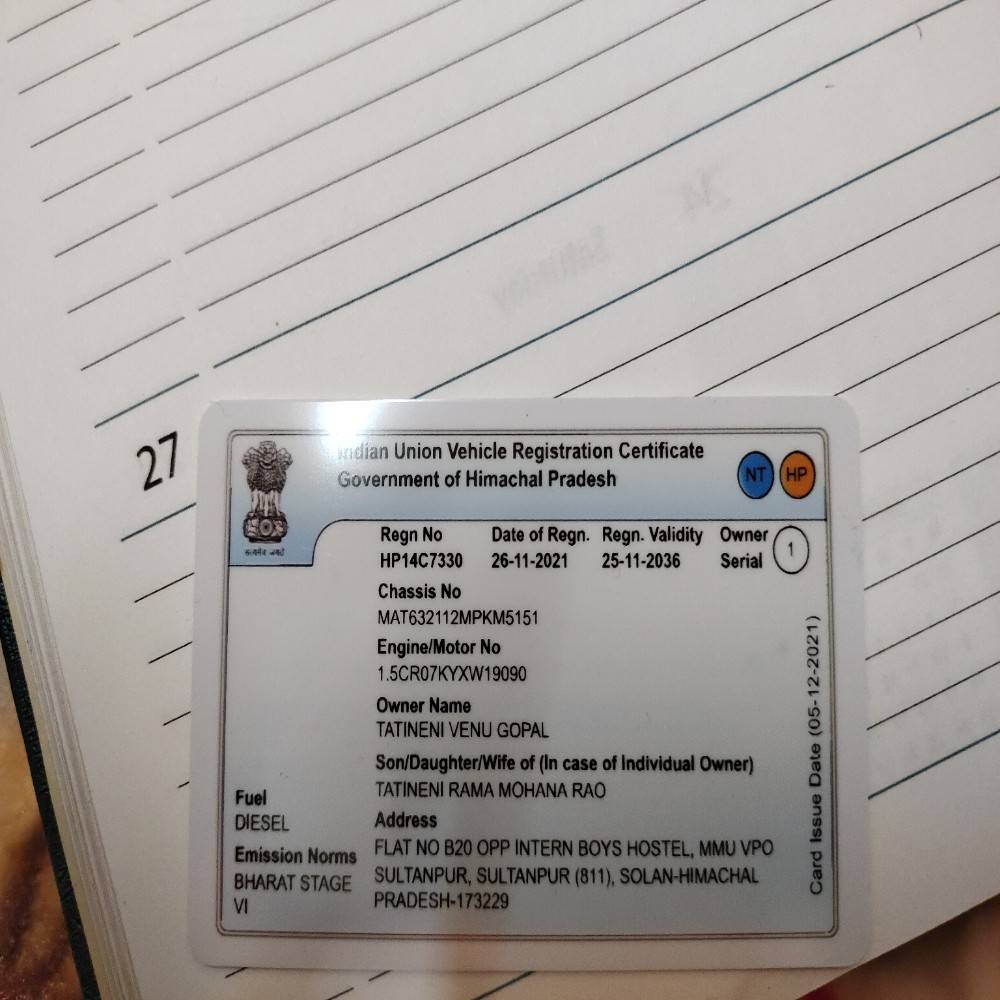 27
Indian Union Vehicle Registration Certificate
Government of Himachal Pradesh
NT HP
सत्यमेव जयते
Regn No Date of Regn. Regn. Validity Owner Serial 1
HP14C7330 26-11-2021 25-11-2036
Chassis No
MAT632112MPKM5151
Engine/Motor No
1.5CR07KYXW19090
Owner Name
TATINENI VENU GOPAL
Son/Daughter/Wife of (In case of Individual Owner)
TATINENI RAMA MOHANA RAO
Address
FLAT NO B20 OPP INTERN BOYS HOSTEL, MMU VPO
SULTANPUR, SULTANPUR (811), SOLAN-HIMACHAL
PRADESH-173229
Fuel
DIESEL
Emission Norms
BHARAT STAGE
VI
Card Issue Date (05-12-2021)